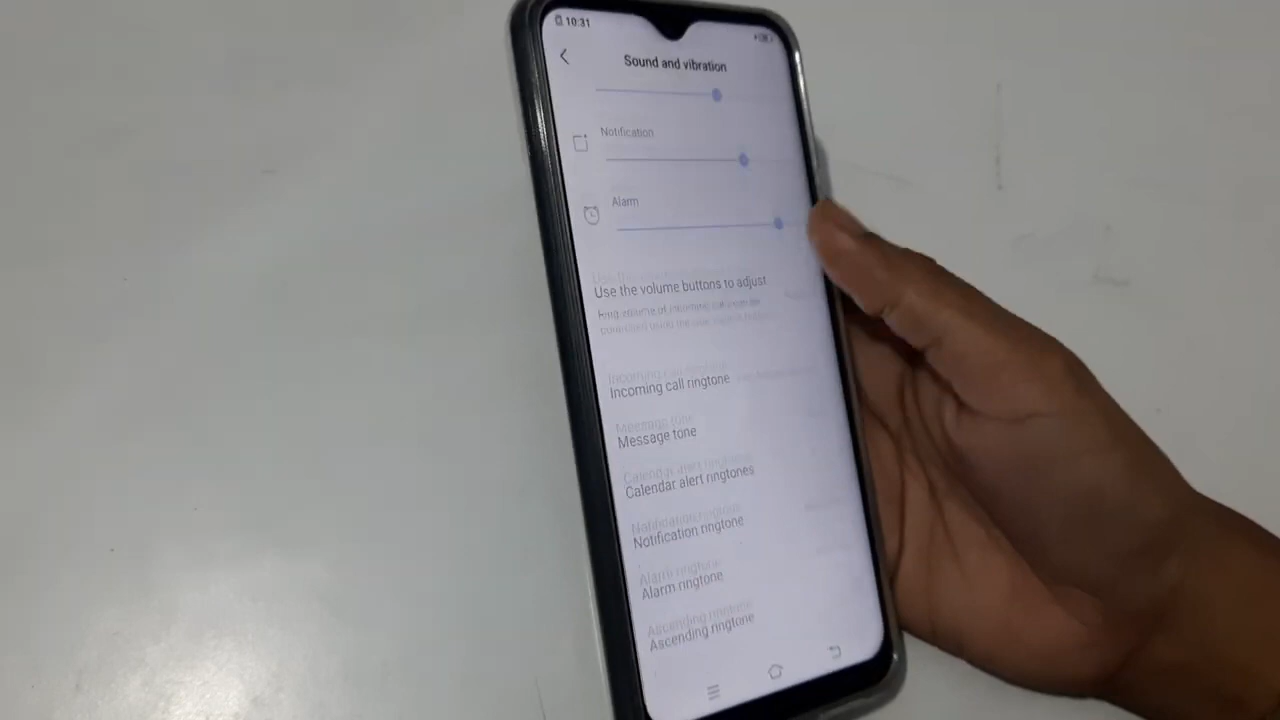 10:31
Sound and vibration
Notification
Alarm
Use the volume buttons to adjust
Incoming call ringtone
Message tone
Calendar alert ringtones
Notification ringtone
Alarm ringtone
Ascending ringtone